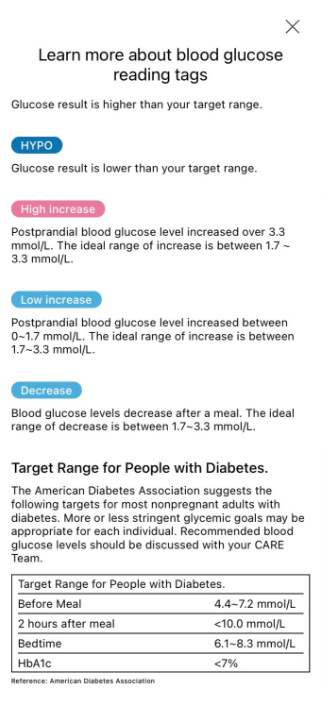 Learn more about blood glucose
reading tags
Glucose result is higher than your target range.
HYPO
Glucose result is lower than your target range.
High increase
Postprandial blood glucose level increased over 3.3
mmol/L. The ideal range of increase is between 1.7 ~
3.3 mmol/L.
Low increase
Postprandial blood glucose level increased between
0~1.7 mmol/L. The ideal range of increase is between
1.7~3.3 mmol/L.
Decrease
Blood glucose levels decrease after a meal. The ideal
range of decrease is between 1.7~3.3 mmol/L.
Target Range for People with Diabetes.
The American Diabetes Association suggests the
following targets for most nonpregnant adults with
diabetes. More or less stringent glycemic goals may be
appropriate for each individual. Recommended blood
glucose levels should be discussed with your CARE
Team.
Target Range for People with Diabetes.
Before Meal 4.4~7.2 mmol/L
2 hours after meal <10.0 mmol/L
Bedtime 6.1~8.3 mmol/L
HbA1c <7%
Reference: American Diabetes Association